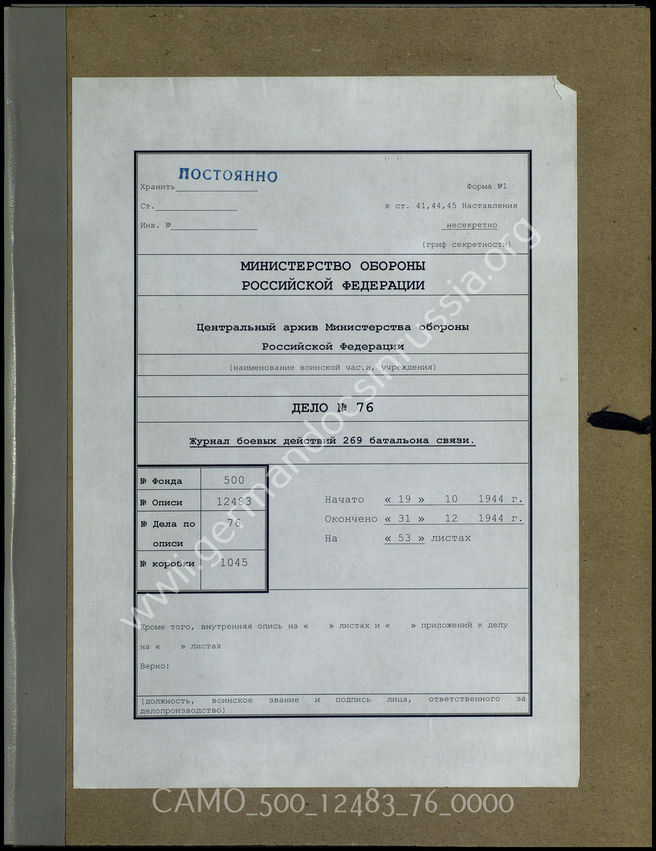 Хранить ПОСТОЯННО
Форма №1
Ст.
к ст. 41,44,45 Наставления
Инв. №
несекретно
(гриф секретности)
МИНИСТЕРСТВО ОБОРОНЫ
РОССИЙСКОЙ ФЕДЕРАЦИИ
Центральный архив Министерства обороны
Российской Федерации
(наименование воинской части, учреждения)
ДЕЛО № 76
Журнал боевых действий 269 батальона связи.
№ Фонда 500
№ Описи 12483
№ Дела по описи 76
№ коробки 1045
Начато « 19 » 10 1944 г.
Окончено « 31 » 12 1944 г.
На « 53 » листах
Кроме того, внутренняя опись на « » листах и « » приложений к делу
на « » листах
Верно:
(должность, воинское звание и подпись лица, ответственного за
делопроизводство)
www.germandocsinrussia.org
CAMO_500_12483_76_0000